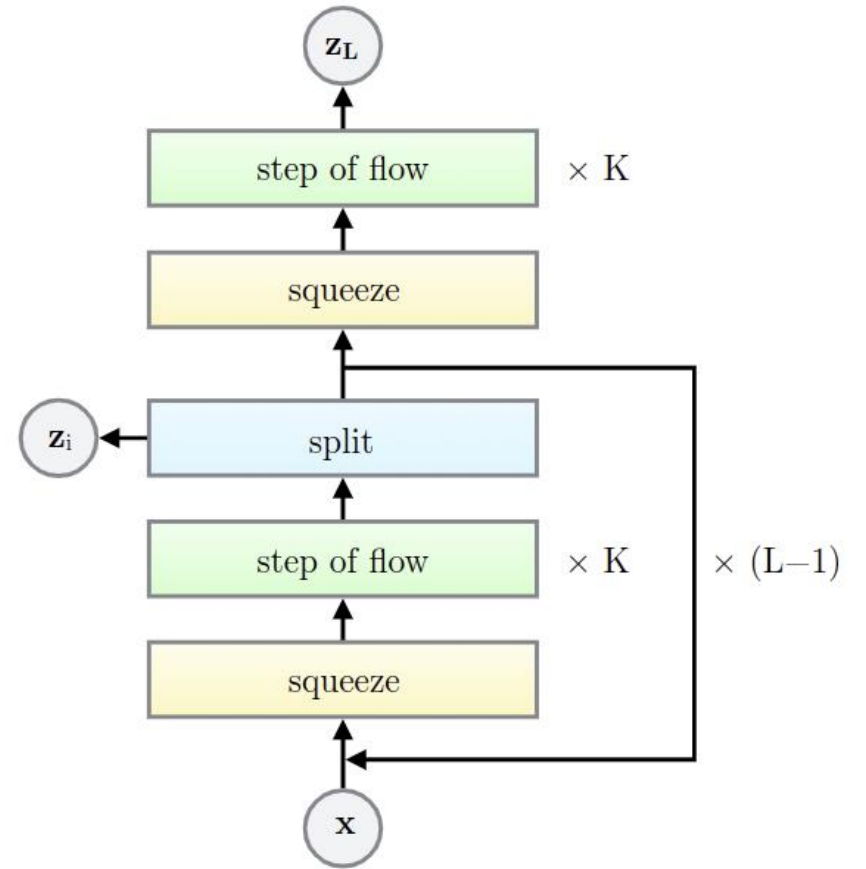 z_L
step of flow × K
squeeze
z_i
split
step of flow × K
× (L−1)
squeeze
x